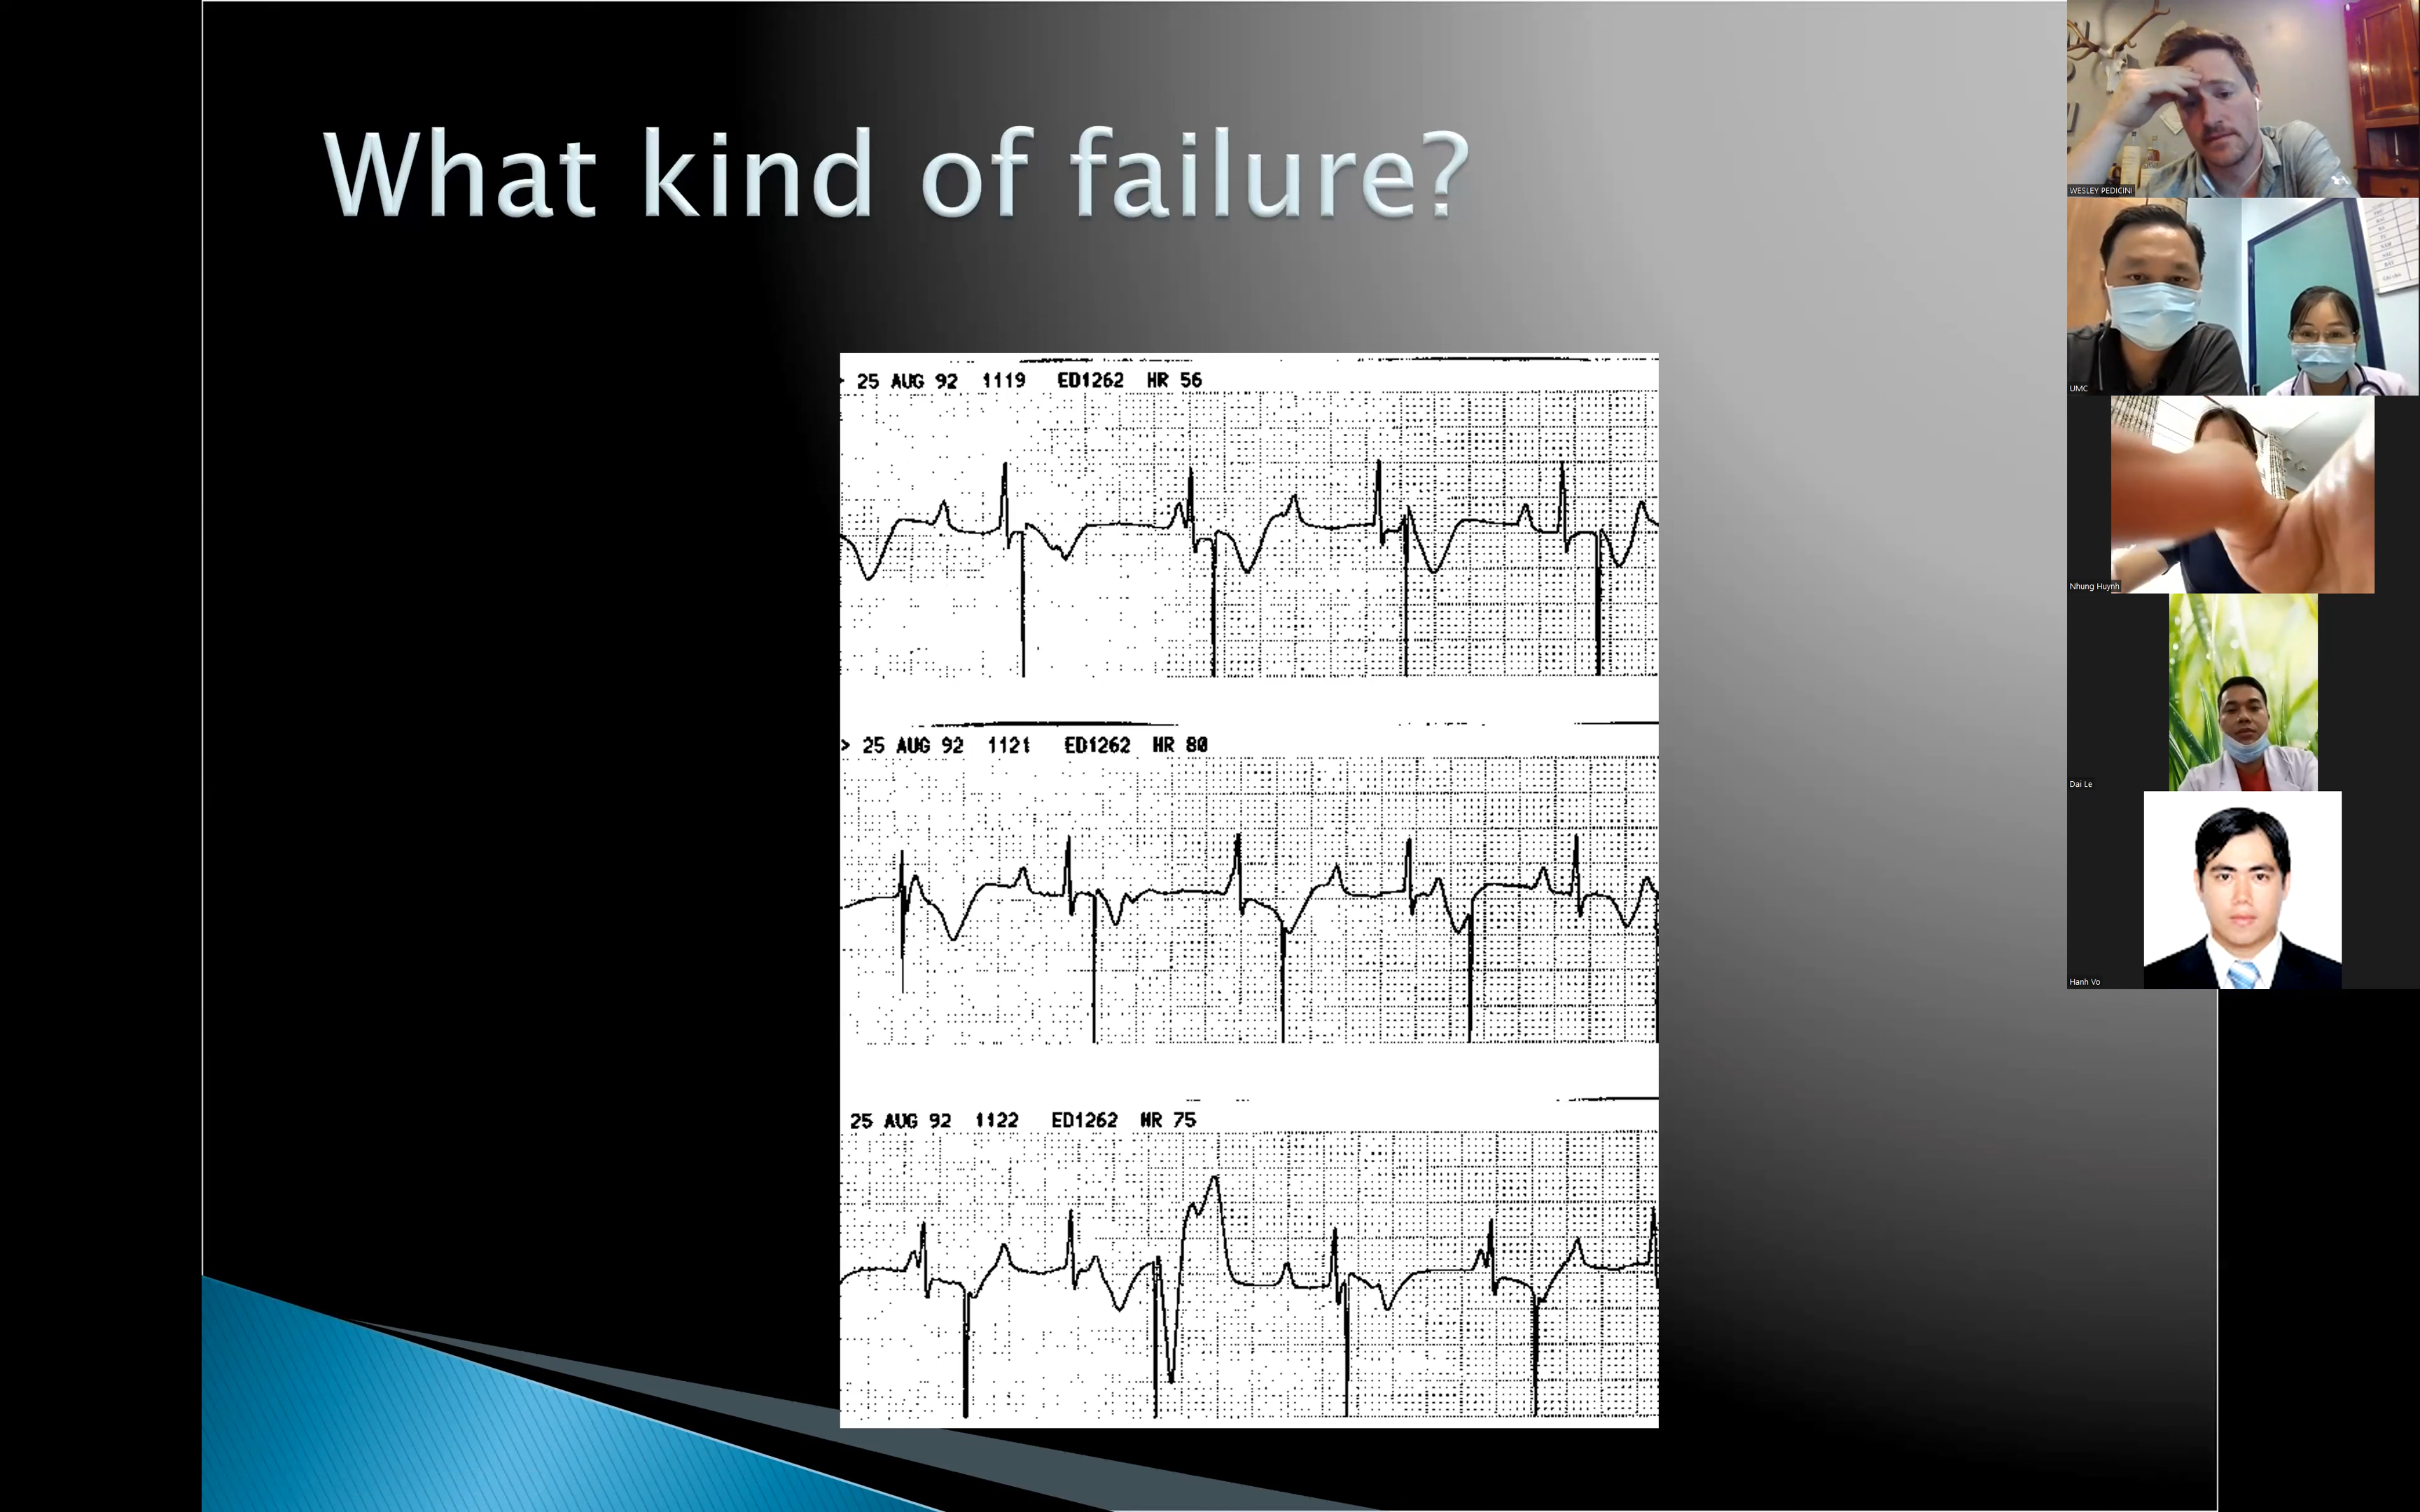 What kind of failure?
25 AUG 92 1119 ED1262 HR 56
> 25 AUG 92 1121 ED1262 HR 80
25 AUG 92 1122 ED1262 HR 75
WESLEY PEDICINI
UMC
Nhung Huynh
Dai Le
Hanh Vo